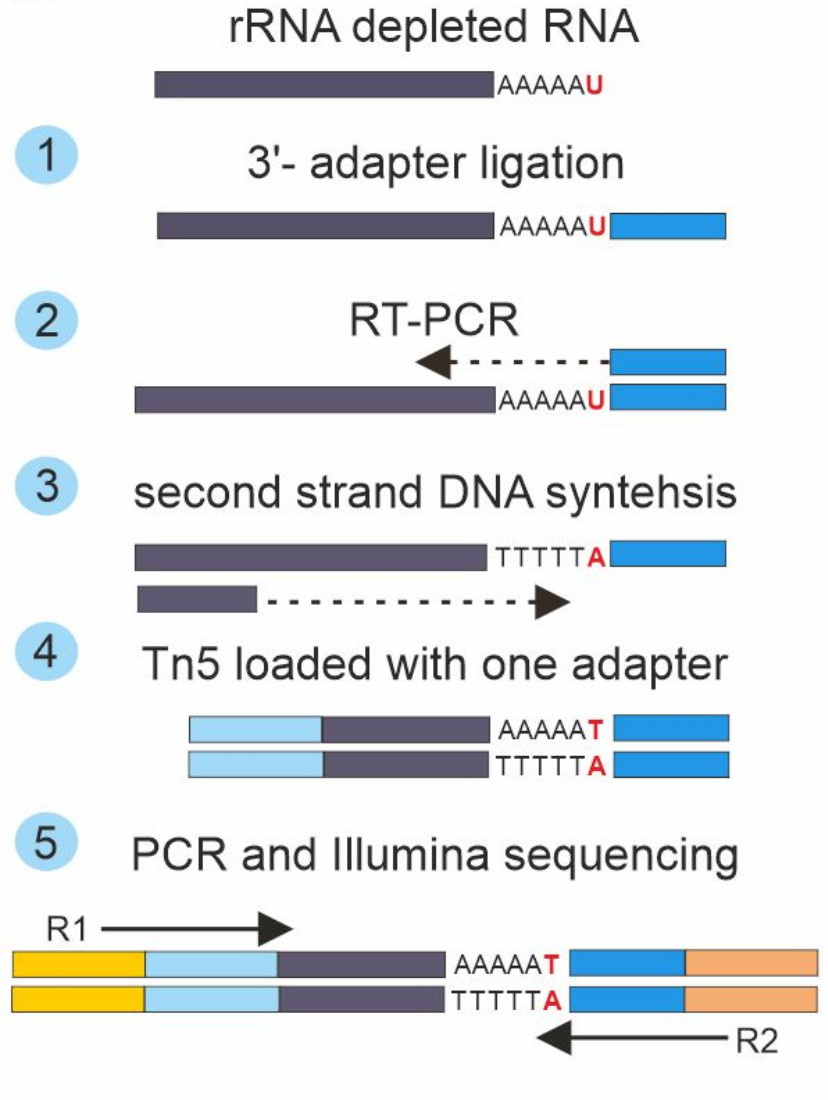 rRNA depleted RNA
AAAAAU
1
3'- adapter ligation
AAAAAU
2
RT-PCR
AAAAAU
3
second strand DNA syntehsis
TTTTTA
4
Tn5 loaded with one adapter
AAAAAT
TTTTTA
5
PCR and Illumina sequencing
R1
AAAAAT
TTTTTA
R2